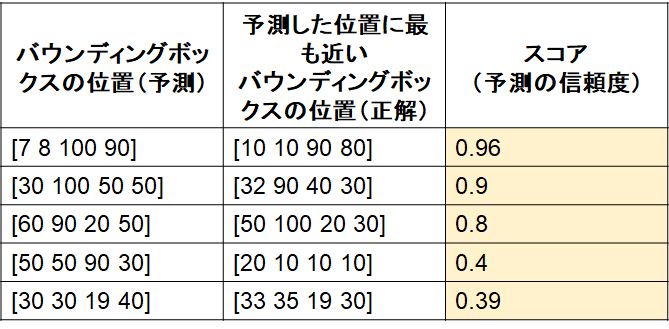 バウンディングボッ
クスの位置(予測)
予測した位置に最
も近い
バウンディングボッ
クスの位置(正解)
スコア
(予測の信頼度)
[7 8 100 90]
[10 10 90 80]
0.96
[30 100 50 50]
[32 90 40 30]
0.9
[60 90 20 50]
[50 100 20 30]
0.8
[50 50 90 30]
[20 10 10 10]
0.4
[30 30 19 40]
[33 35 19 30]
0.39